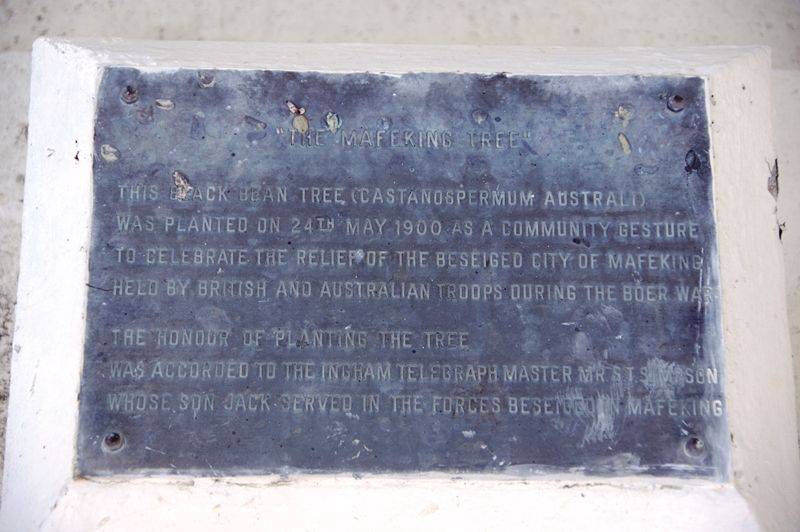 "THE MAFEKING TREE"
THIS BLACK BEAN TREE (CASTANOSPERMUM AUSTRALI)
WAS PLANTED ON 24TH MAY 1900 AS A COMMUNITY GESTURE
TO CELEBRATE THE RELIEF OF THE BESEIGED CITY OF MAFEKING
HELD BY BRITISH AND AUSTRALIAN TROOPS DURING THE BOER WAR.
THE HONOUR OF PLANTING THE TREE
WAS ACCORDED TO THE INGHAM TELEGRAPH MASTER MR S.T. SIMPSON
WHOSE SON JACK SERVED IN THE FORCES BESEIGED IN MAFEKING